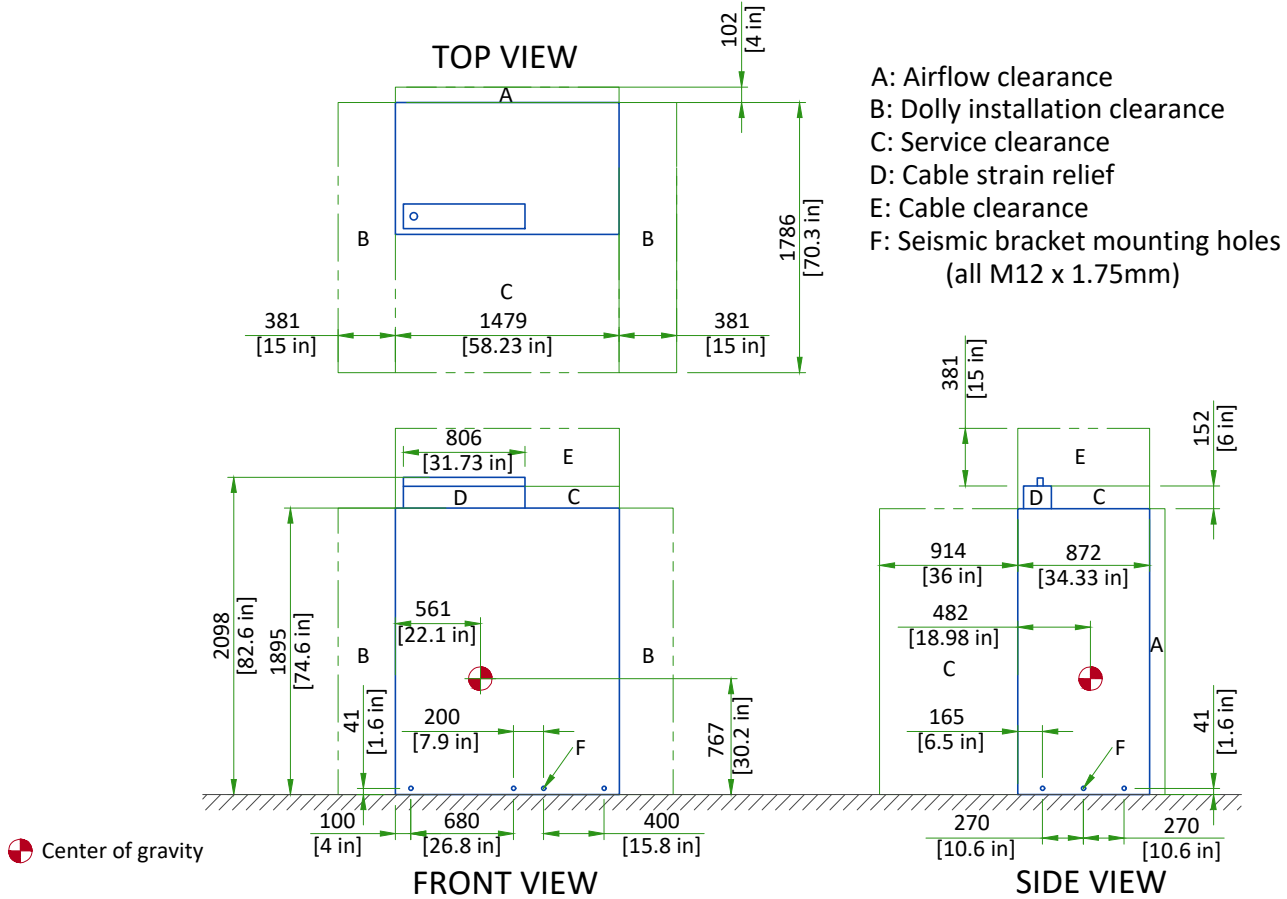 TOP VIEW
102
[4 in]
A
B
B
C
1786
[70.3 in]
381
[15 in]
1479
[58.23 in]
381
[15 in]
A: Airflow clearance
B: Dolly installation clearance
C: Service clearance
D: Cable strain relief
E: Cable clearance
F: Seismic bracket mounting holes
(all M12 x 1.75mm)
806
[31.73 in]
E
D
C
2098
[82.6 in]
1895
[74.6 in]
561
[22.1 in]
B
B
41
[1.6 in]
200
[7.9 in]
F
767
[30.2 in]
100
[4 in]
680
[26.8 in]
400
[15.8 in]
FRONT VIEW
Center of gravity
381
[15 in]
152
[6 in]
E
D
C
914
[36 in]
872
[34.33 in]
482
[18.98 in]
C
A
165
[6.5 in]
F
41
[1.6 in]
270
[10.6 in]
270
[10.6 in]
SIDE VIEW